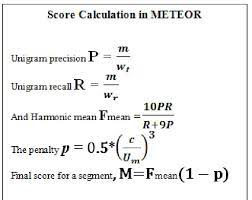 Score Calculation in METEOR
Unigram precision P = m/w_t
Unigram recall R = m/w_r
And Harmonic mean Fmean = 10PR/R+9P
The penalty p = 0.5*(c/U_m)^3
Final score for a segment, M=Fmean(1 − p)